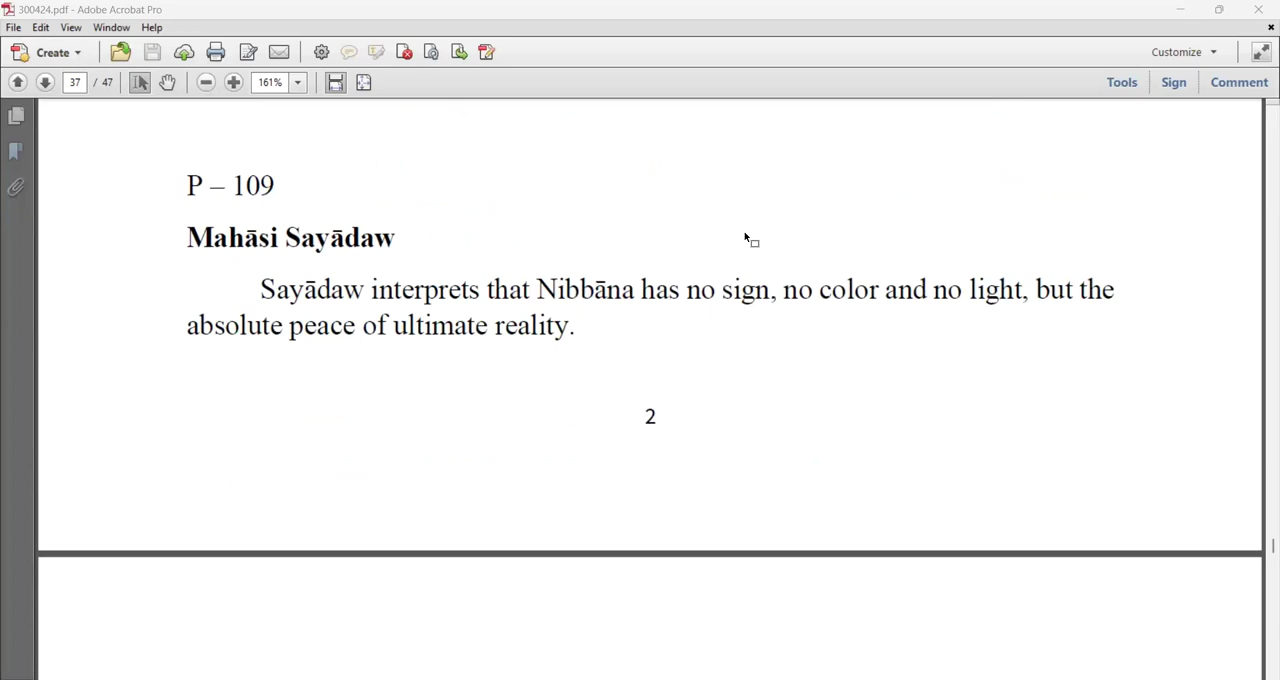 300424.pdf - Adobe Acrobat Pro
File Edit View Window Help
Create Customize
37 / 47 161% Tools Sign Comment
P – 109
Mahāsi Sayādaw
Sayādaw interprets that Nibbāna has no sign, no color and no light, but the
absolute peace of ultimate reality.
2